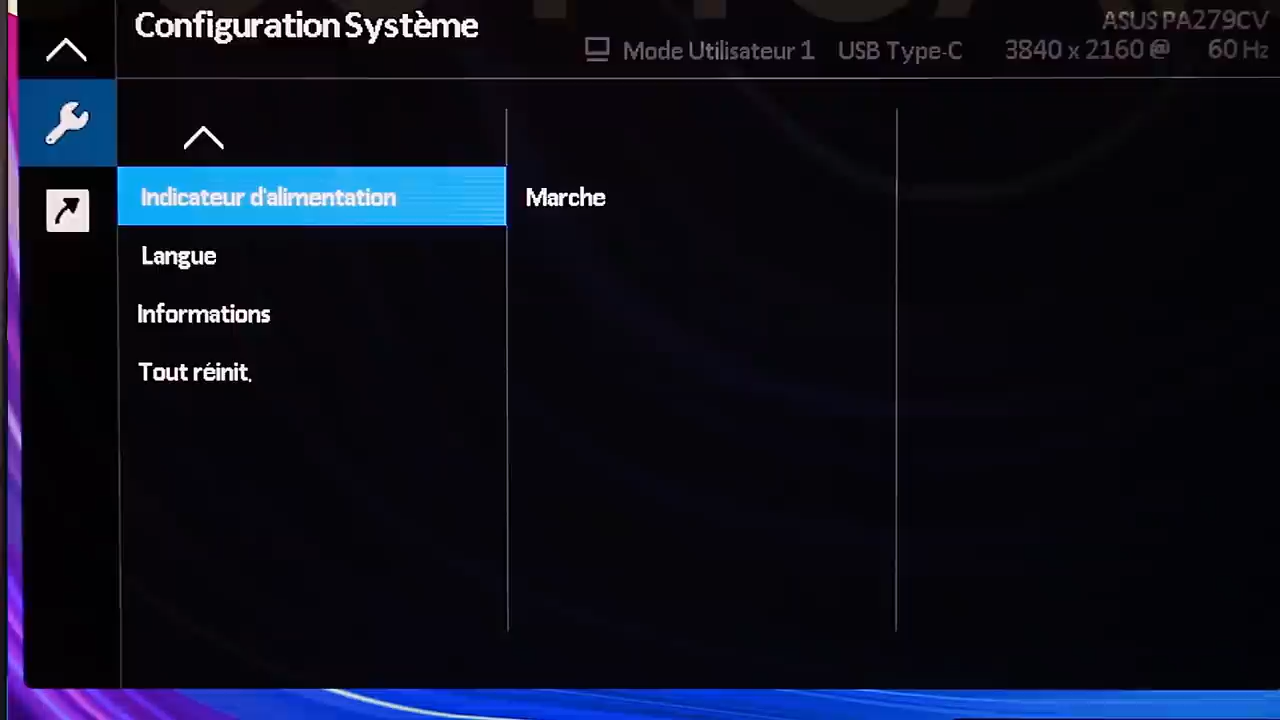 Configuration Système
ASUS PA279CV
Mode Utilisateur 1 USB Type-C 3840 x 2160 @ 60 Hz
Indicateur d'alimentation Marche
Langue
Informations
Tout réinit.